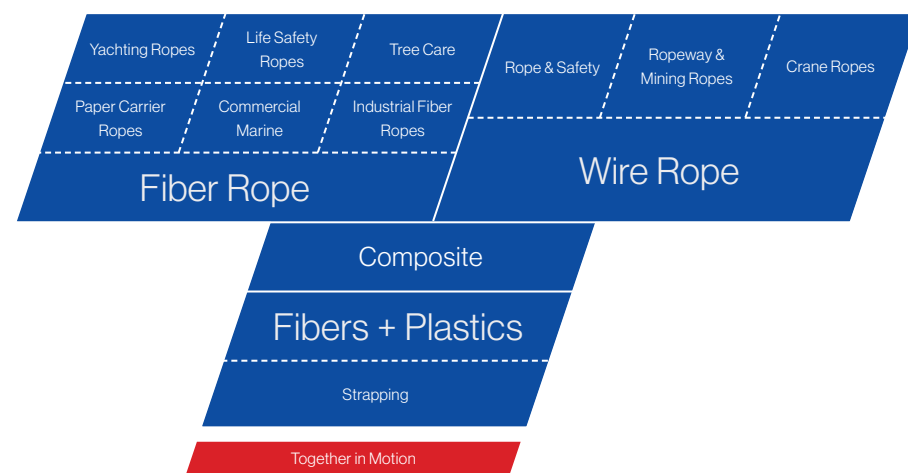 Yachting Ropes
Life Safety
Ropes
Tree Care
Rope & Safety
Ropeway &
Mining Ropes
Crane Ropes
Paper Carrier
Ropes
Commercial
Marine
Industrial Fiber
Ropes
Fiber Rope
Wire Rope
Composite
Fibers + Plastics
Strapping
Together in Motion